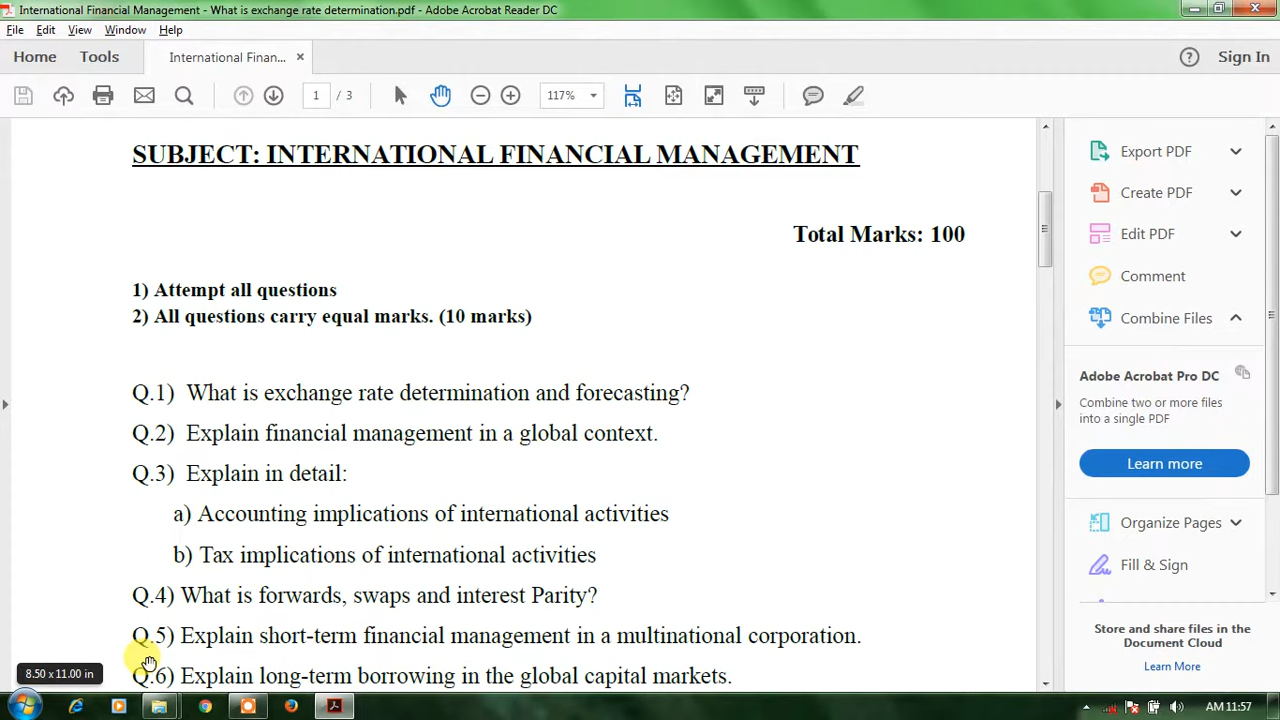 International Financial Management - What is exchange rate determination.pdf - Adobe Acrobat Reader DC
File Edit View Window Help
Home Tools International Finan... × Sign In
1 / 3 117%
SUBJECT: INTERNATIONAL FINANCIAL MANAGEMENT
Total Marks: 100
1) Attempt all questions
2) All questions carry equal marks. (10 marks)
Q.1) What is exchange rate determination and forecasting?
Q.2) Explain financial management in a global context.
Q.3) Explain in detail:
a) Accounting implications of international activities
b) Tax implications of international activities
Q.4) What is forwards, swaps and interest Parity?
Q.5) Explain short-term financial management in a multinational corporation.
Q.6) Explain long-term borrowing in the global capital markets.
8.50 x 11.00 in
Export PDF
Create PDF
Edit PDF
Comment
Combine Files
Adobe Acrobat Pro DC
Combine two or more files
into a single PDF
Learn more
Organize Pages
Fill & Sign
Store and share files in the
Document Cloud
Learn More
AM 11:57